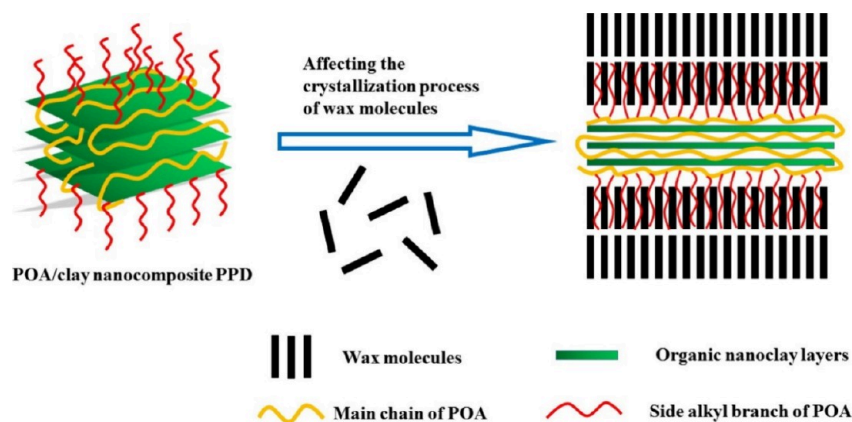 Affecting the
crystallization process
of wax molecules
POA/clay nanocomposite PPD
Wax molecules
Organic nanoclay layers
Main chain of POA
Side alkyl branch of POA